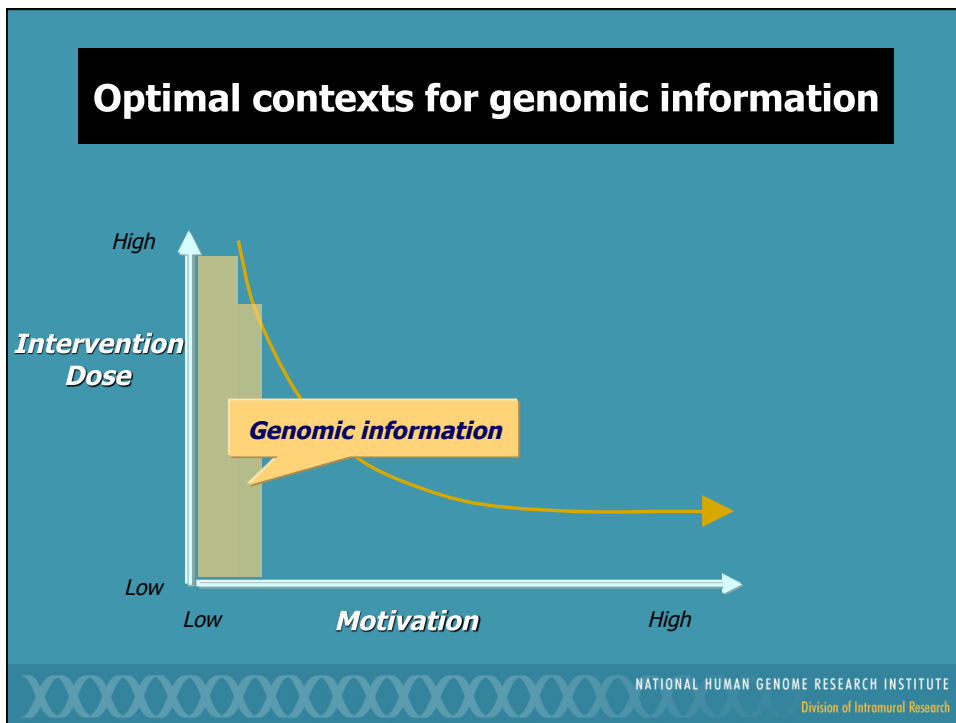 Optimal contexts for genomic information
High
Intervention
Dose
Genomic information
Low
Low
Motivation
High
NATIONAL HUMAN GENOME RESEARCH INSTITUTE
Division of Intramural Research